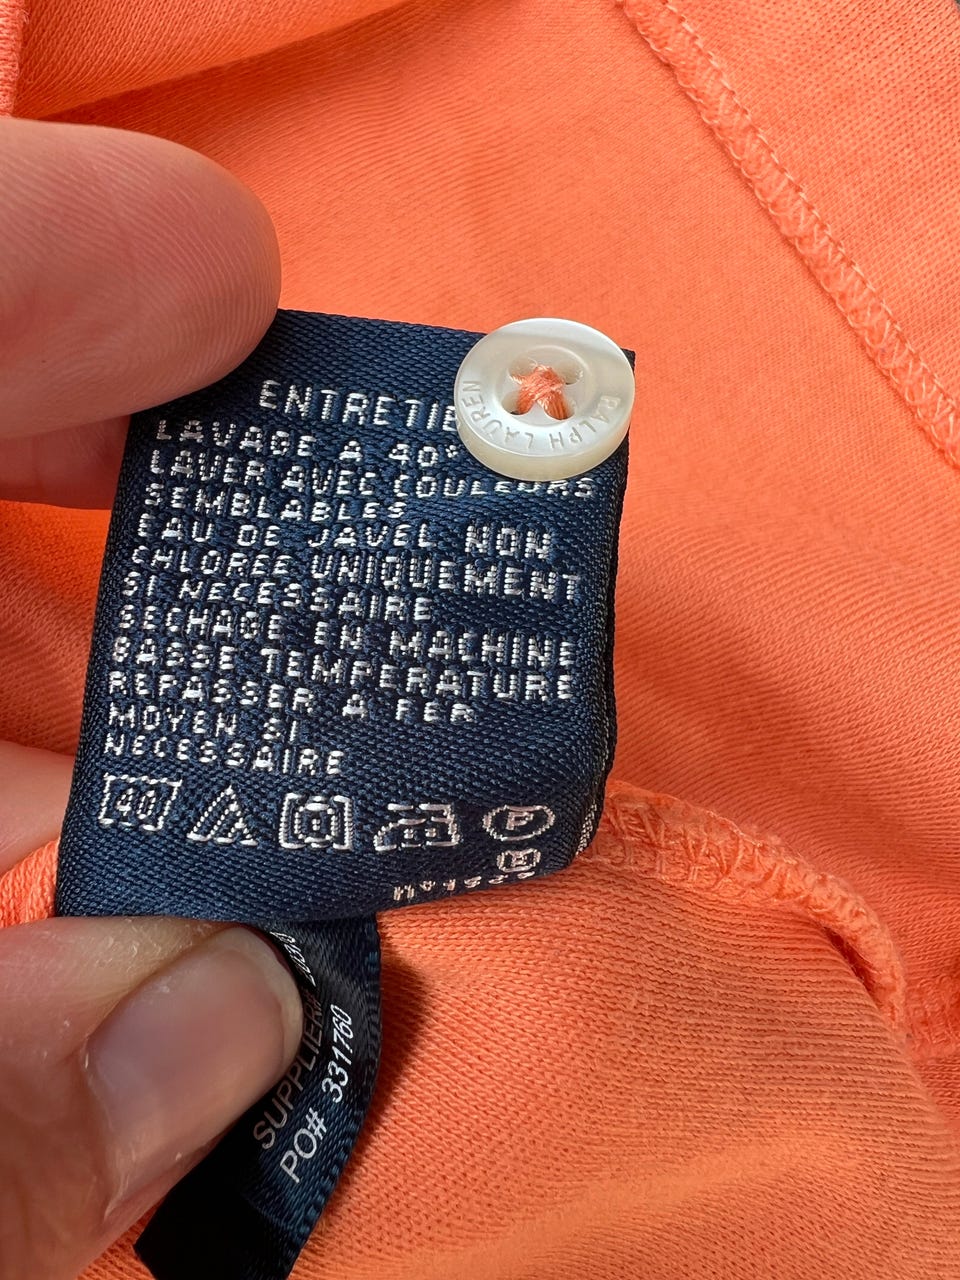 RALPH LAUREN
LAVAGE A 40°
LAVER AVEC COULEURS
SEMBLABLES
EAU DE JAVEL NON
CHLOREE UNIQUEMENT
SI NECESSAIRE
SECHAGE EN MACHINE
BASSE TEMPERATURE
REPASSER A FER
MOYEN SI
NECESSAIRE
40
P
SUPPLIER#
PO# 331760